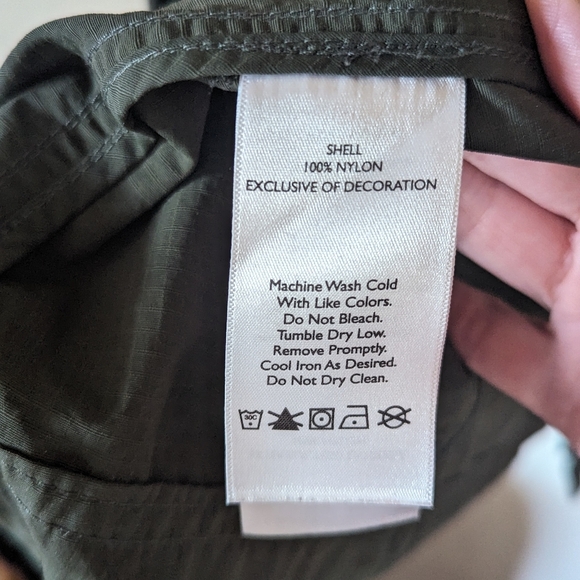 SHELL
100% NYLON
EXCLUSIVE OF DECORATION
Machine Wash Cold
With Like Colors.
Do Not Bleach.
Tumble Dry Low.
Remove Promptly.
Cool Iron As Desired.
Do Not Dry Clean.
30C